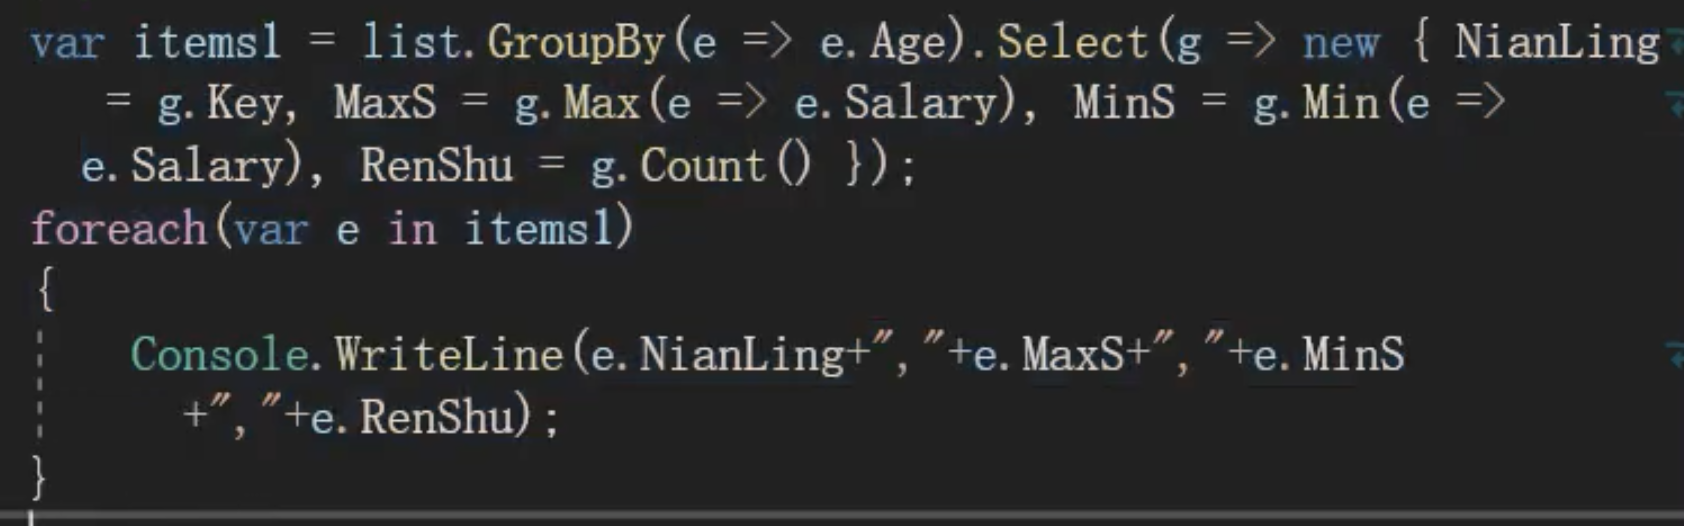 var items1 = list.GroupBy(e => e.Age).Select(g => new { NianLing
= g.Key, MaxS = g.Max(e => e.Salary), MinS = g.Min(e =>
e.Salary), RenShu = g.Count() });
foreach(var e in items1)
{
Console.WriteLine(e.NianLing+","+e.MaxS+","+e.MinS
+","+e.RenShu);
}